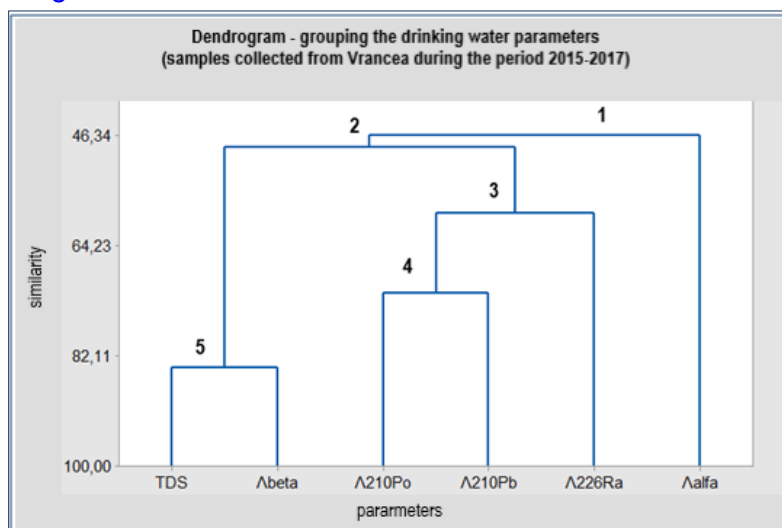 Dendrogram - grouping the drinking water parameters
(samples collected from Vrancea during the period 2015-2017)
1
46,34
2
3
64,23
4
similarity
82,11
5
100,00
TDS Λbeta Λ210Po Λ210Pb Λ226Ra Λalfa
pararmeters